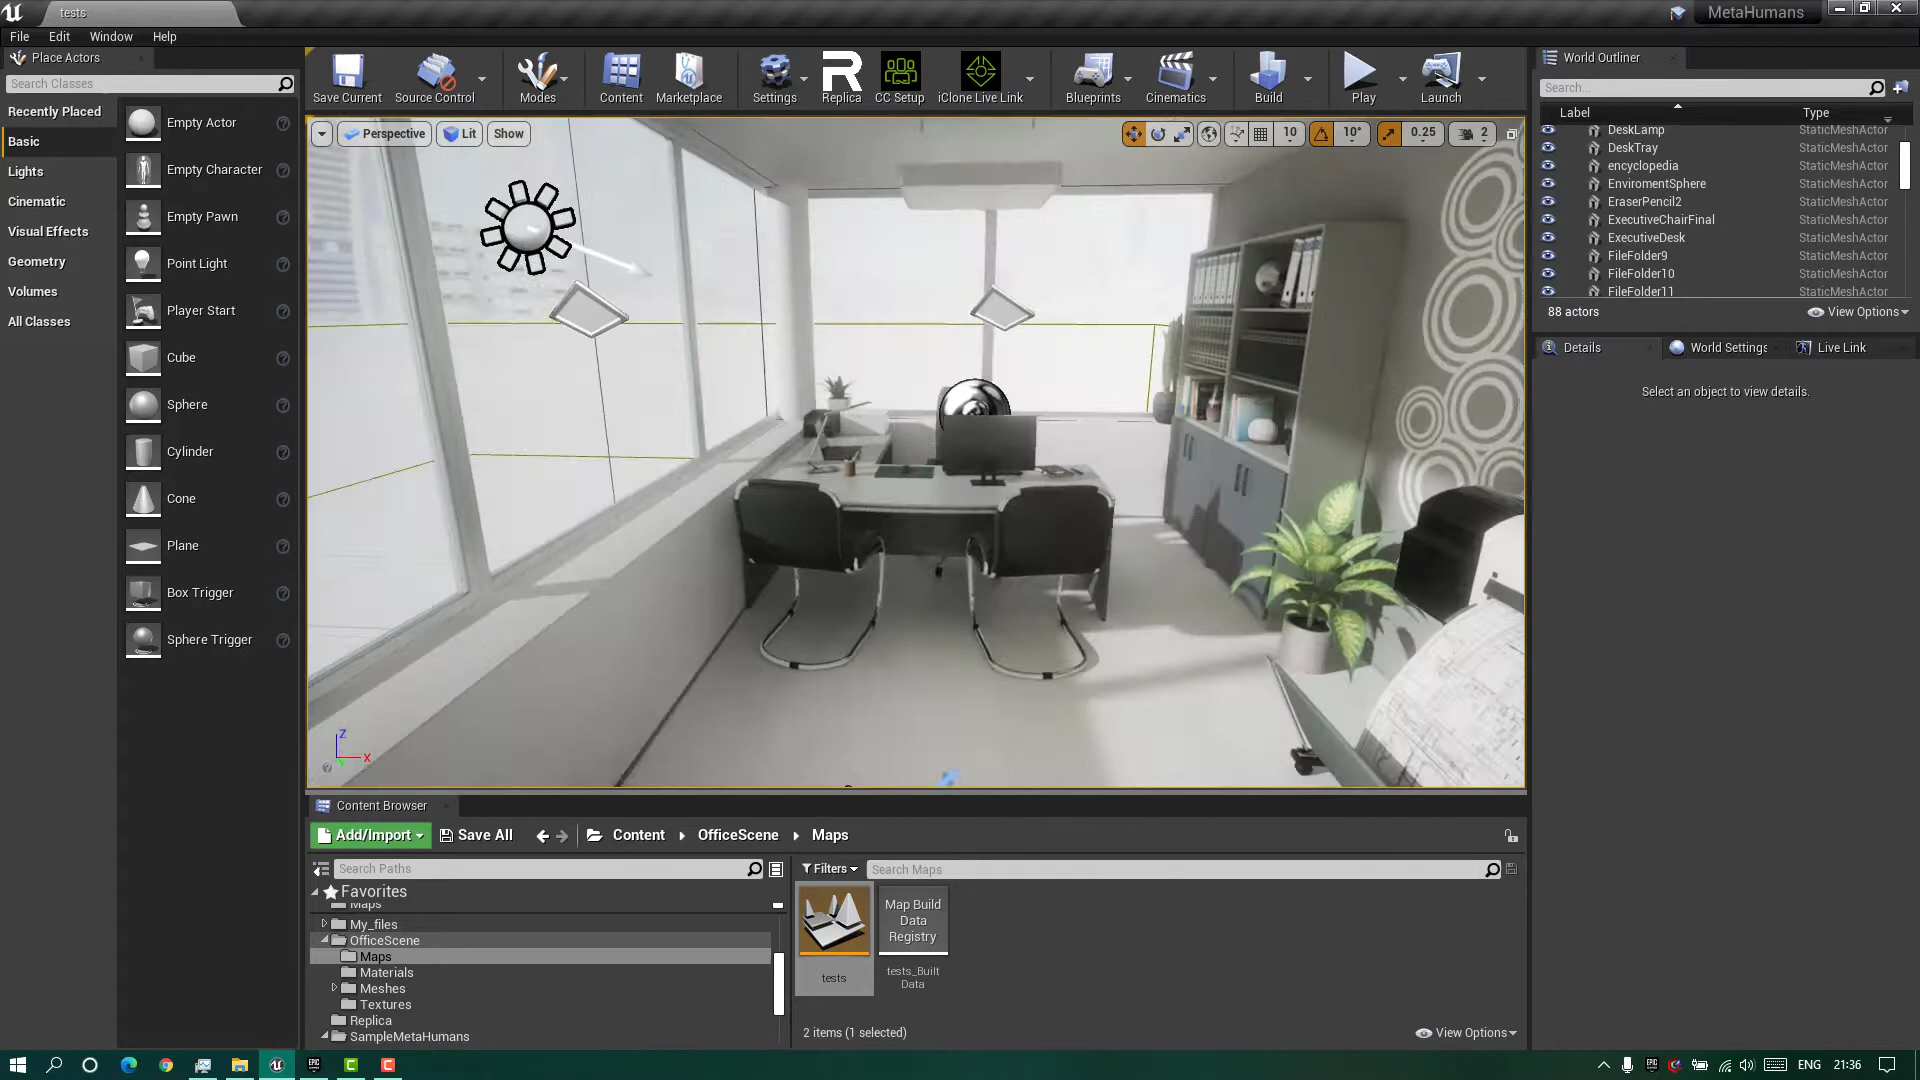 tests
MetaHumans
File Edit Window Help
Place Actors
Search Classes
Recently Placed
Basic
Lights
Cinematic
Visual Effects
Geometry
Volumes
All Classes
Empty Actor
Empty Character
Empty Pawn
Point Light
Player Start
Cube
Sphere
Cylinder
Cone
Plane
Box Trigger
Sphere Trigger
Save Current Source Control Modes Content Marketplace Settings Replica CC Setup iClone Live Link Blueprints Cinematics Build Play Launch
Perspective Lit Show 10 10° 0.25 2
Z
X
World Outliner
Search...
Label Type
DeskLamp StaticMeshActor
DeskTray StaticMeshActor
encyclopedia StaticMeshActor
EnviromentSphere StaticMeshActor
EraserPencil2 StaticMeshActor
ExecutiveChairFinal StaticMeshActor
ExecutiveDesk StaticMeshActor
FileFolder9 StaticMeshActor
FileFolder10 StaticMeshActor
FileFolder11 StaticMeshActor
88 actors View Options
Details World Settings Live Link
Select an object to view details.
Content Browser
Add/Import Save All Content OfficeScene Maps
Search Paths
Favorites
Maps
My_files
OfficeScene
Maps
Materials
Meshes
Textures
Replica
SampleMetaHumans
Filters Search Maps
Map Build
Data
Registry
tests
tests_Built
Data
2 items (1 selected) View Options
ENG 21:36